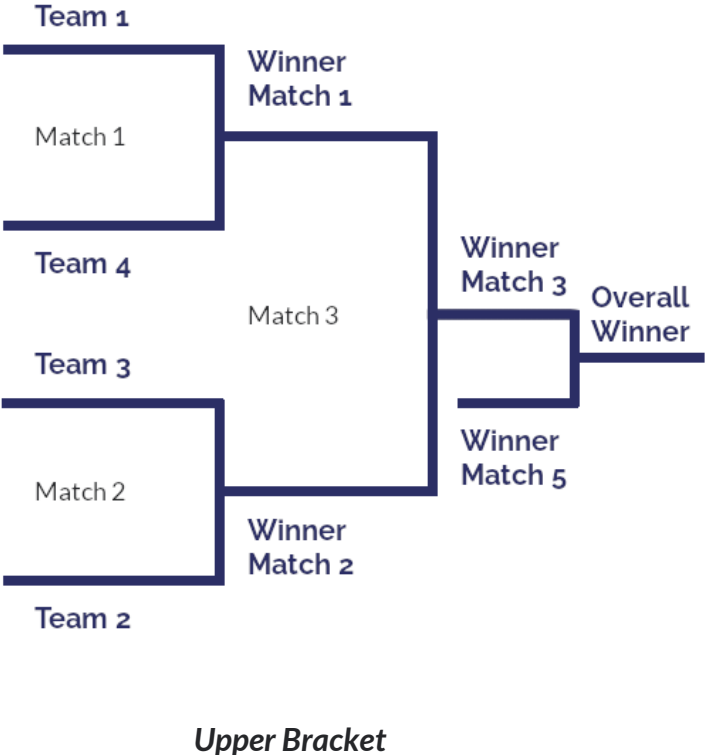 Team 1
Winner
Match 1
Match 1
Team 4
Winner
Match 3
Overall
Winner
Match 3
Team 3
Winner
Match 5
Match 2
Winner
Match 2
Team 2
Upper Bracket